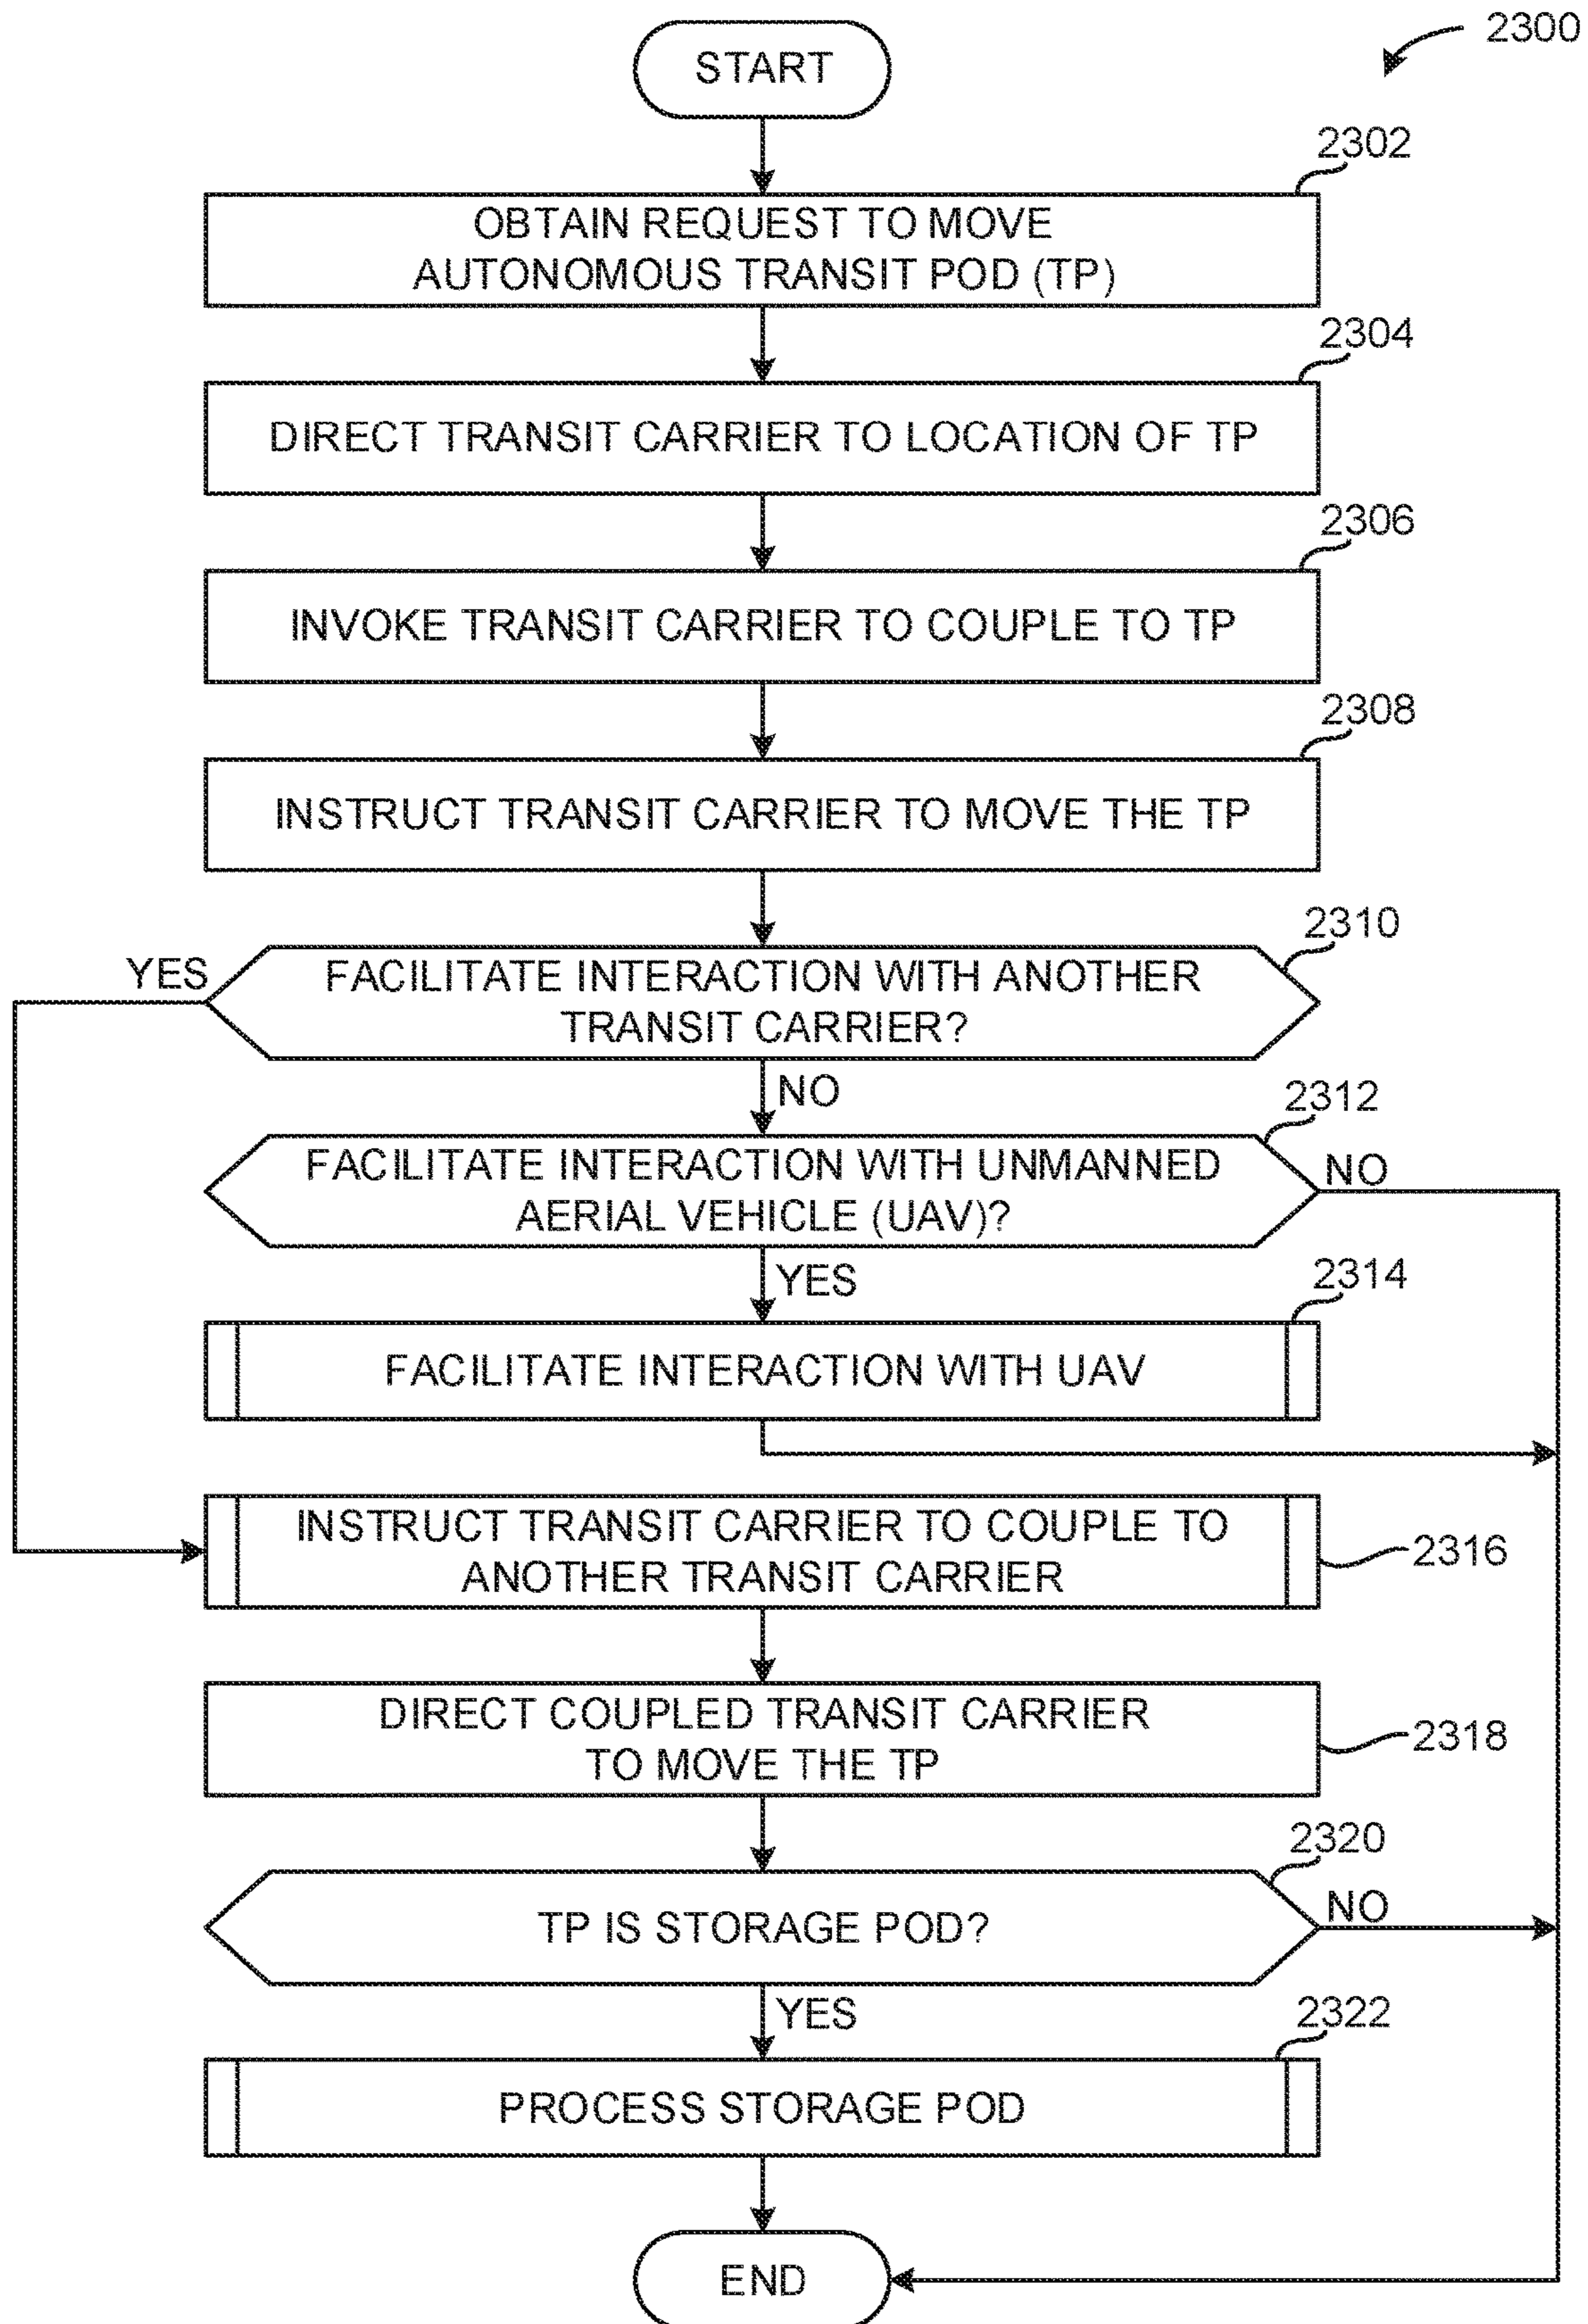 2300
START
2302
OBTAIN REQUEST TO MOVE
AUTONOMOUS TRANSIT POD (TP)
2304
DIRECT TRANSIT CARRIER TO LOCATION OF TP
2306
INVOKE TRANSIT CARRIER TO COUPLE TO TP
2308
INSTRUCT TRANSIT CARRIER TO MOVE THE TP
2310
YES
FACILITATE INTERACTION WITH ANOTHER
TRANSIT CARRIER?
NO
2312
FACILITATE INTERACTION WITH UNMANNED
AERIAL VEHICLE (UAV)?
NO
YES
2314
FACILITATE INTERACTION WITH UAV
INSTRUCT TRANSIT CARRIER TO COUPLE TO
ANOTHER TRANSIT CARRIER
2316
DIRECT COUPLED TRANSIT CARRIER
TO MOVE THE TP
2318
2320
TP IS STORAGE POD?
NO
YES
2322
PROCESS STORAGE POD
END